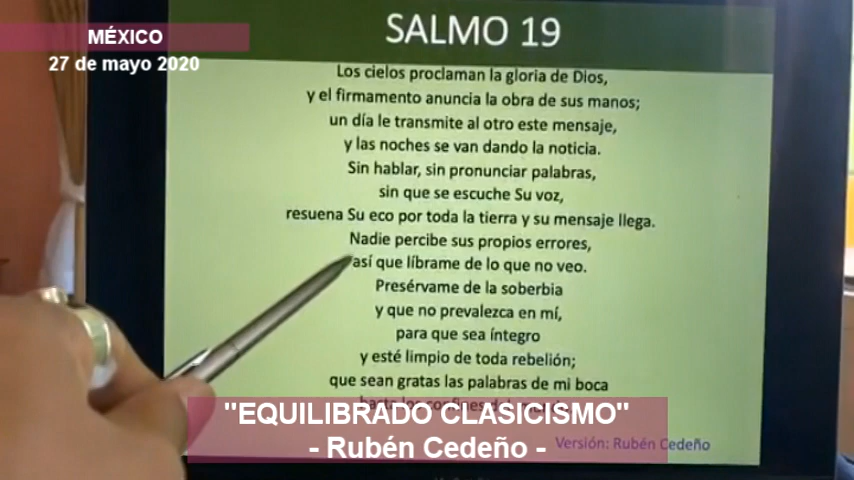 MÉXICO
27 de mayo 2020
SALMO 19
Los cielos proclaman la gloria de Dios,
y el firmamento anuncia la obra de sus manos;
un día le transmite al otro este mensaje,
y las noches se van dando la noticia.
Sin hablar, sin pronunciar palabras,
sin que se escuche Su voz,
resuena Su eco por toda la tierra y su mensaje llega.
Nadie percibe sus propios errores,
así que líbrame de lo que no veo.
Presérvame de la soberbia
y que no prevalezca en mí,
para que sea íntegro
y esté limpio de toda rebelión;
que sean gratas las palabras de mi boca
"EQUILIBRADO CLASICISMO"
- Rubén Cedeño -
Versión: Rubén Cedeño